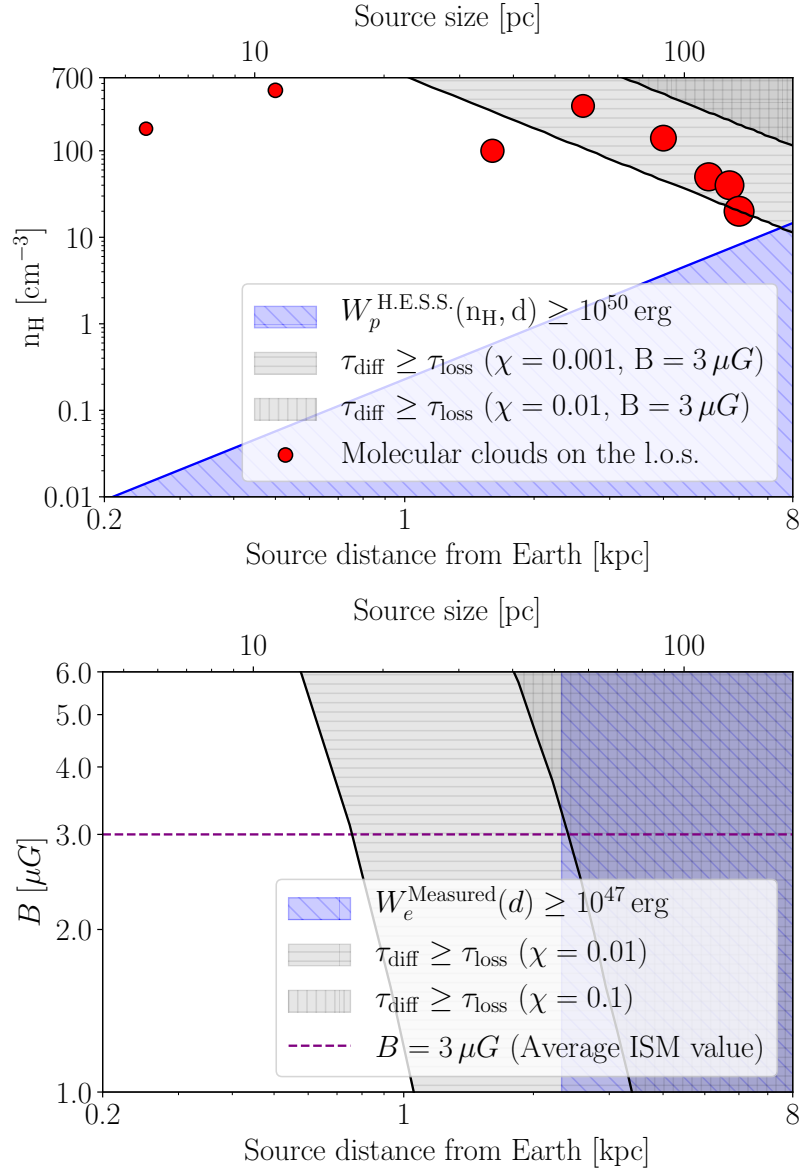 Source size [pc]
10 100
700
100
10
1
0.1
0.01
n_H [cm⁻³]
W_p^H.E.S.S.(n_H, d) ≥ 10⁵⁰ erg
τ_diff ≥ τ_loss (χ = 0.001, B = 3 μG)
τ_diff ≥ τ_loss (χ = 0.01, B = 3 μG)
Molecular clouds on the l.o.s.
0.2 1 8
Source distance from Earth [kpc]
Source size [pc]
10 100
6.0
5.0
4.0
3.0
2.0
1.0
B [μG]
W_e^Measured(d) ≥ 10⁴⁷ erg
τ_diff ≥ τ_loss (χ = 0.01)
τ_diff ≥ τ_loss (χ = 0.1)
B = 3 μG (Average ISM value)
0.2 1 8
Source distance from Earth [kpc]